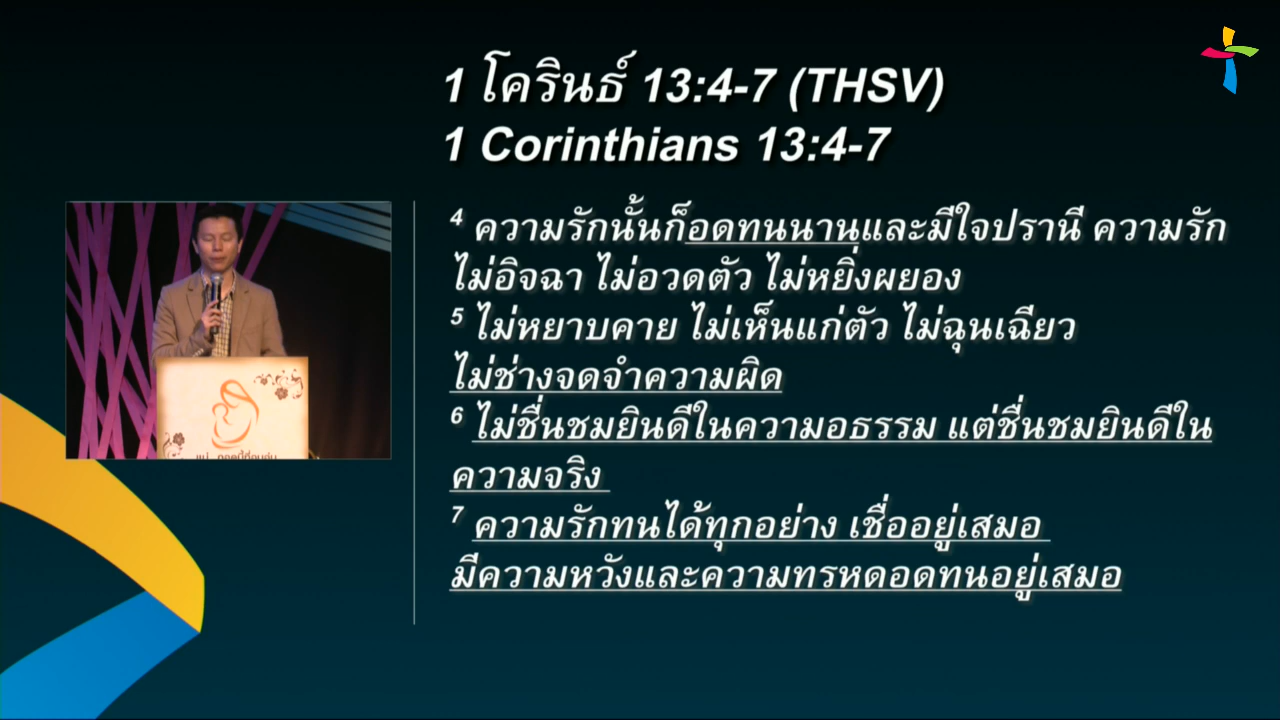 1 โครินธ์ 13:4-7 (THSV)
1 Corinthians 13:4-7
4 ความรักนั้นก็อดทนนานและมีใจปรานี ความรัก
ไม่อิจฉา ไม่อวดตัว ไม่หยิ่งผยอง
5 ไม่หยาบคาย ไม่เห็นแก่ตัว ไม่ฉุนเฉียว
ไม่ช่างจดจำความผิด
6 ไม่ชื่นชมยินดีในความอธรรม แต่ชื่นชมยินดีใน
ความจริง
7 ความรักทนได้ทุกอย่าง เชื่ออยู่เสมอ
มีความหวังและความทรหดอดทนอยู่เสมอ